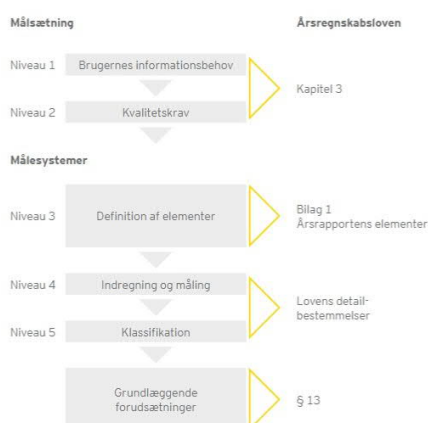 Målsætning Årsregnskabsloven
Niveau 1 Brugernes informationsbehov
Kapitel 3
Niveau 2 Kvalitetskrav
Målesystemer
Niveau 3 Definition af elementer
Bilag 1
Årsrapportens elementer
Niveau 4 Indregning og måling
Lovens detail-
bestemmelser
Niveau 5 Klassifikation
Grundlæggende
forudsætninger
§ 13